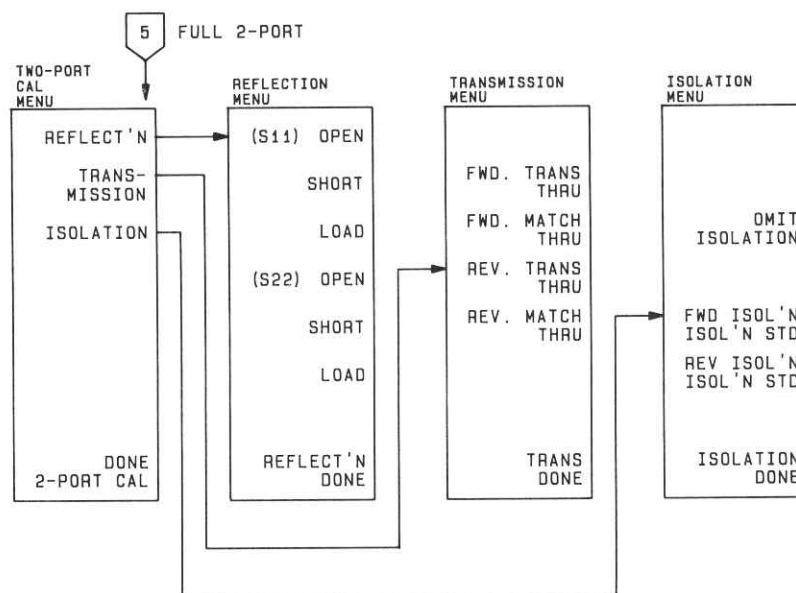 5 FULL 2-PORT
TWO-PORT
CAL
MENU
REFLECT'N
TRANS-
MISSION
ISOLATION
DONE
2-PORT CAL
REFLECTION
MENU
(S11) OPEN
SHORT
LOAD
(S22) OPEN
SHORT
LOAD
REFLECT'N
DONE
TRANSMISSION
MENU
FWD. TRANS
THRU
FWD. MATCH
THRU
REV. TRANS
THRU
REV. MATCH
THRU
TRANS
DONE
ISOLATION
MENU
OMIT
ISOLATION
FWD ISOL'N
ISOL'N STD
REV ISOL'N
ISOL'N STD
ISOLATION
DONE